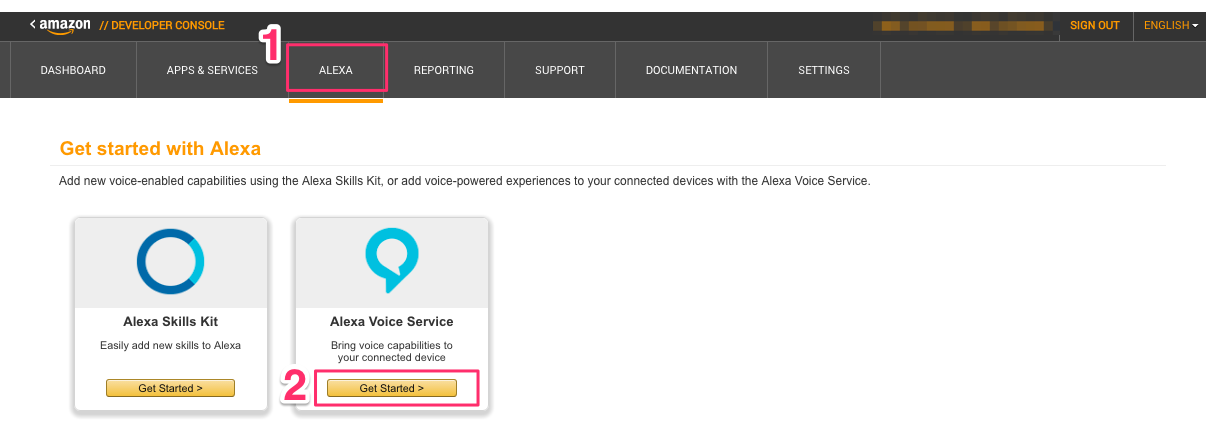 < amazon // DEVELOPER CONSOLE
SIGN OUT
ENGLISH
1
DASHBOARD
APPS & SERVICES
ALEXA
REPORTING
SUPPORT
DOCUMENTATION
SETTINGS
Get started with Alexa
Add new voice-enabled capabilities using the Alexa Skills Kit, or add voice-powered experiences to your connected devices with the Alexa Voice Service.
Alexa Skills Kit
Easily add new skills to Alexa
Get Started >
Alexa Voice Service
Bring voice capabilities to
your connected device
2
Get Started >